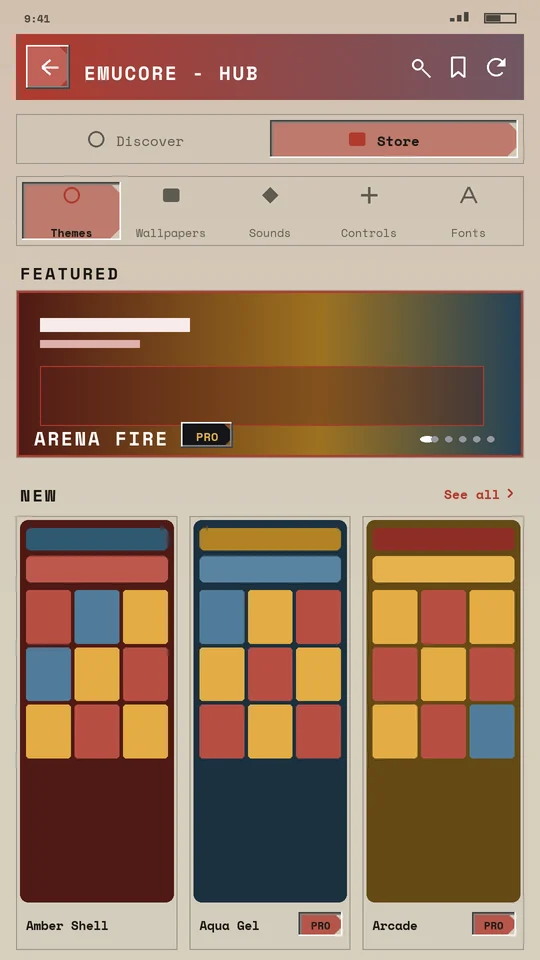 9:41
EMUCORE - HUB
Discover
Store
Themes
Wallpapers
Sounds
Controls
Fonts
FEATURED
ARENA FIRE
PRO
NEW
See all
Amber Shell
Aqua Gel
PRO
Arcade
PRO